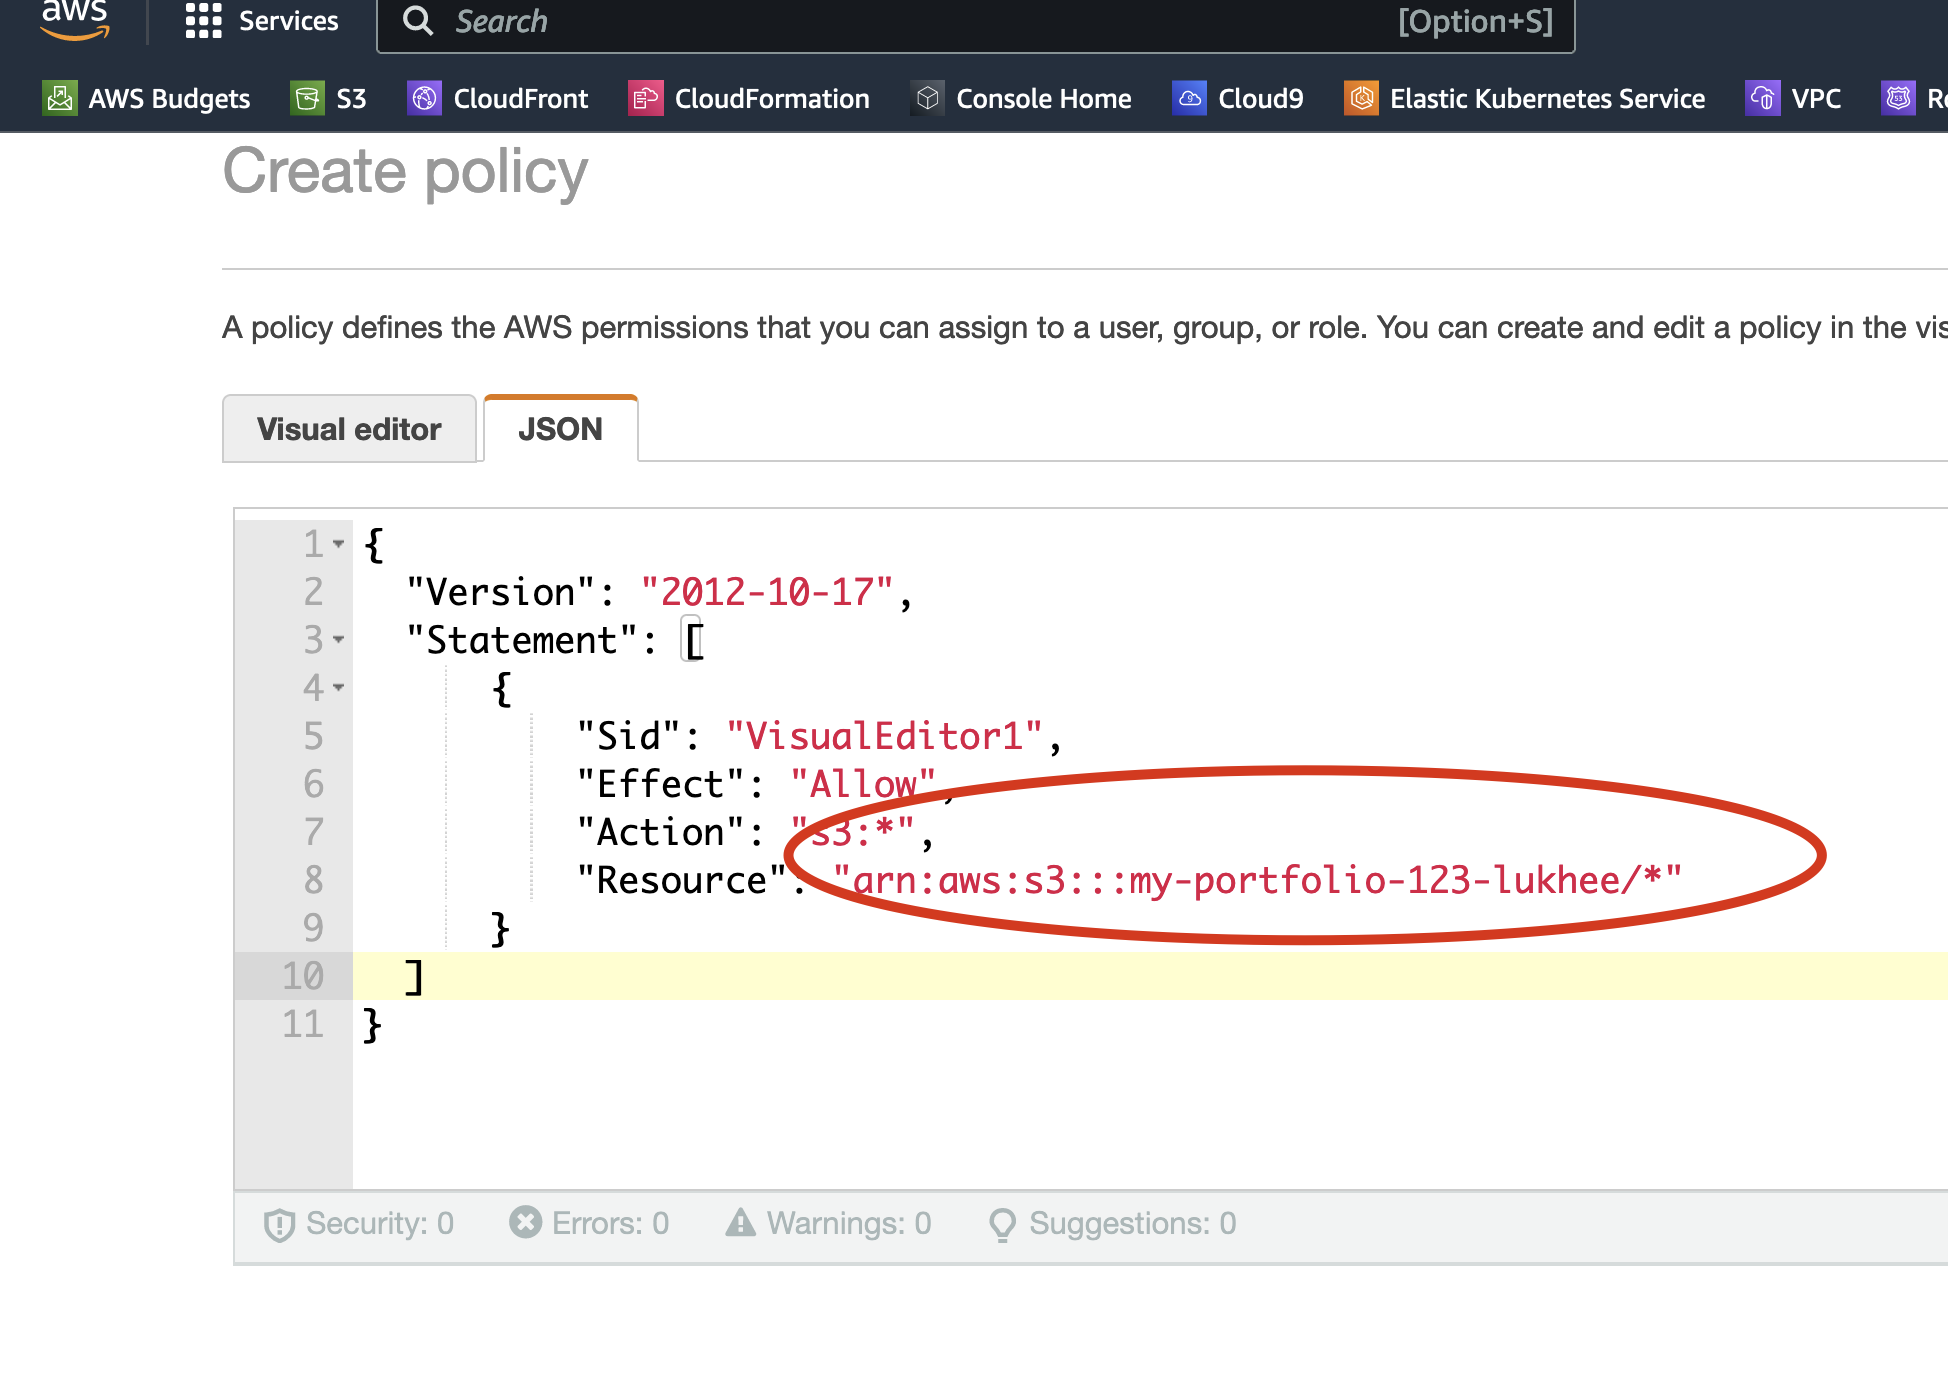 aws Services Search [Option+S]
AWS Budgets S3 CloudFront CloudFormation Console Home Cloud9 Elastic Kubernetes Service VPC
Create policy
A policy defines the AWS permissions that you can assign to a user, group, or role. You can create and edit a policy in the
Visual editor JSON
1 {
2 "Version": "2012-10-17",
3 "Statement": [
4 {
5 "Sid": "VisualEditor1",
6 "Effect": "Allow",
7 "Action": "s3:*",
8 "Resource": "arn:aws:s3:::my-portfolio-123-lukhee/*"
9 }
10 ]
11 }
Security: 0 Errors: 0 Warnings: 0 Suggestions: 0